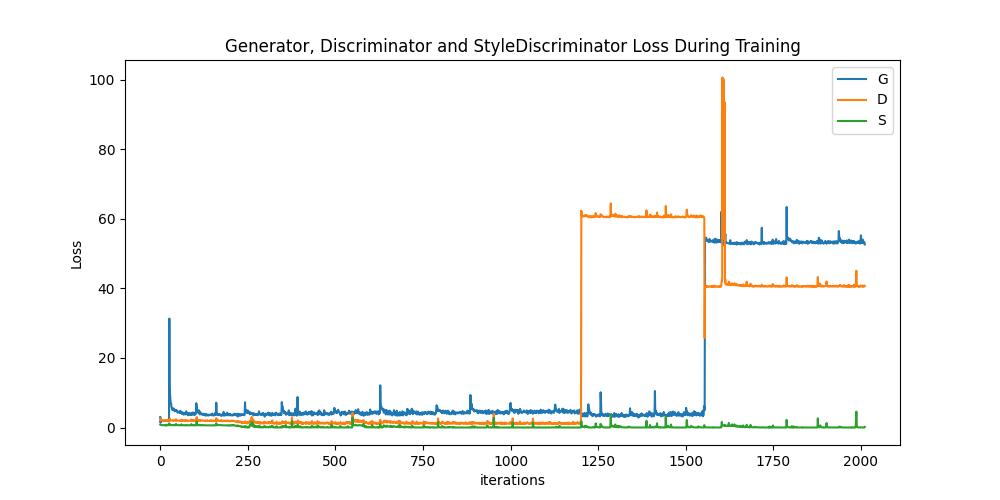 Generator, Discriminator and StyleDiscriminator Loss During Training
G
D
S
100
80
60
40
20
0
Loss
0 250 500 750 1000 1250 1500 1750 2000
iterations